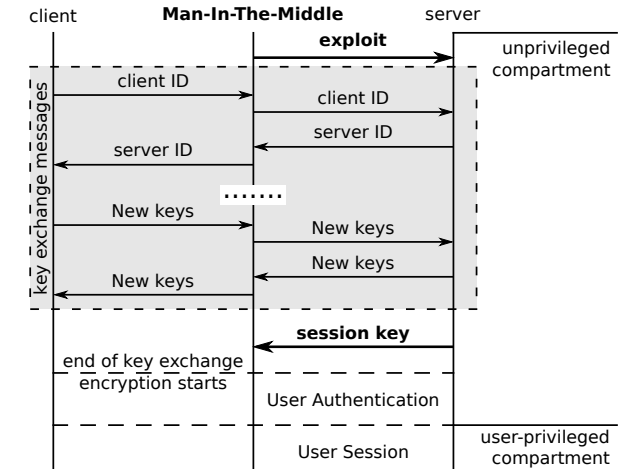 client
Man-In-The-Middle
server
exploit
unprivileged
compartment
key exchange messages
client ID
client ID
server ID
server ID
.......
New keys
New keys
New keys
New keys
session key
end of key exchange
encryption starts
User Authentication
User Session
user-privileged
compartment